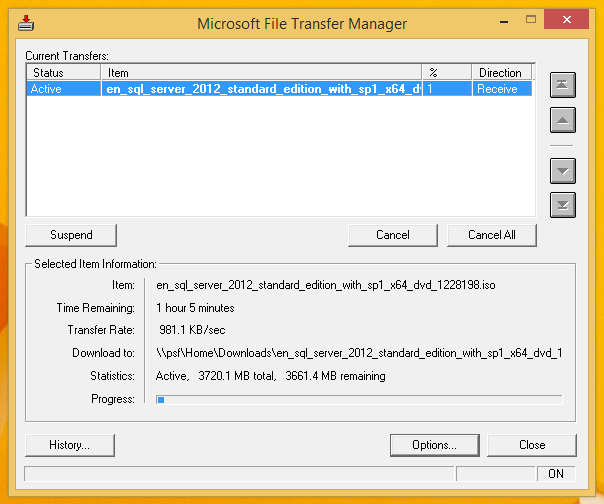 Microsoft File Transfer Manager
Current Transfers:
Status Item % Direction
Active en_sql_server_2012_standard_edition_with_sp1_x64_dv 1 Receive
Suspend Cancel Cancel All
Selected Item Information:
Item: en_sql_server_2012_standard_edition_with_sp1_x64_dvd_1228198.iso
Time Remaining: 1 hour 5 minutes
Transfer Rate: 981.1 KB/sec
Download to: \\psf\Home\Downloads\en_sql_server_2012_standard_edition_with_sp1_x64_dvd_1
Statistics: Active, 3720.1 MB total, 3661.4 MB remaining
Progress:
History... Options... Close
ON